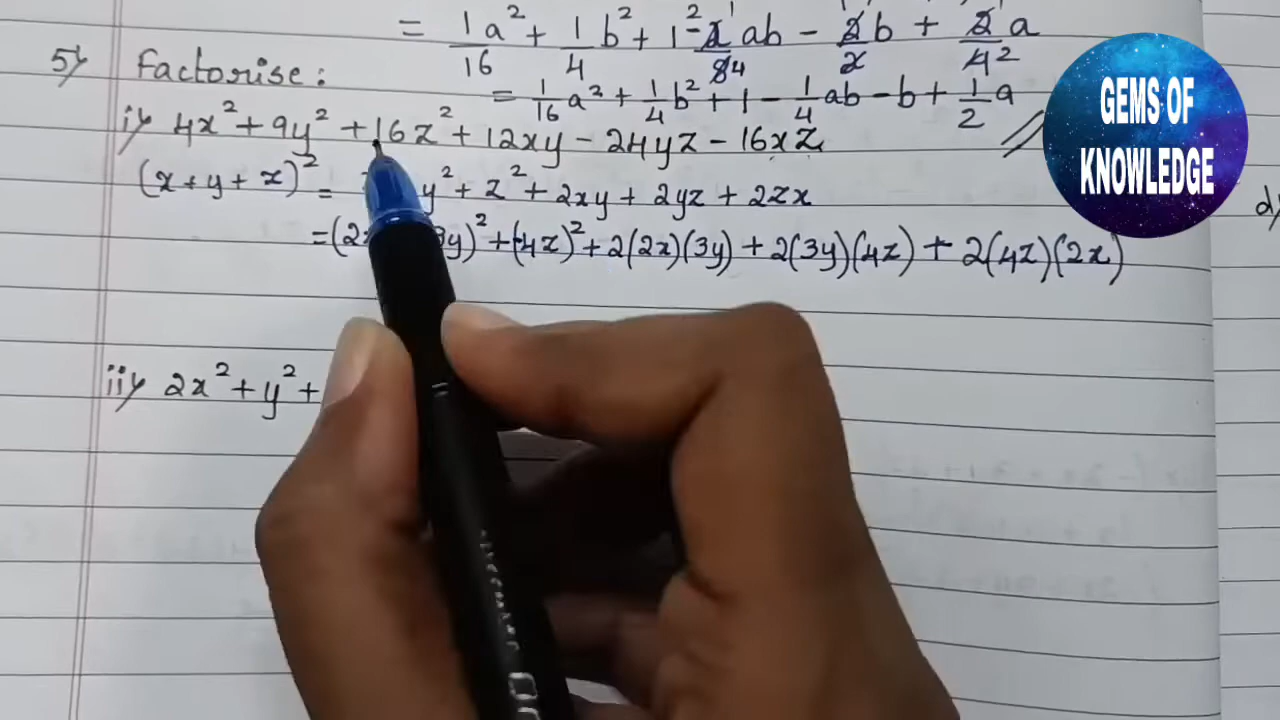 = 1/16 a² + 1/4 b² + 1² - 2/8 4 ab - 2/2 b + 2/4 2 a
5) Factorise:
= 1/16 a² + 1/4 b² + 1 - 1/4 ab - b + 1/2 a
i) 4x² + 9y² + 16z² + 12xy - 24yz - 16xz
(x + y + z)² = y² + z² + 2xy + 2yz + 2zx
= (2x 3y)² + (-4z)² + 2(2x)(3y) + 2(3y)(4z) + 2(4z)(2x)
ii) 2x² + y² +
GEMS OF
KNOWLEDGE
d)